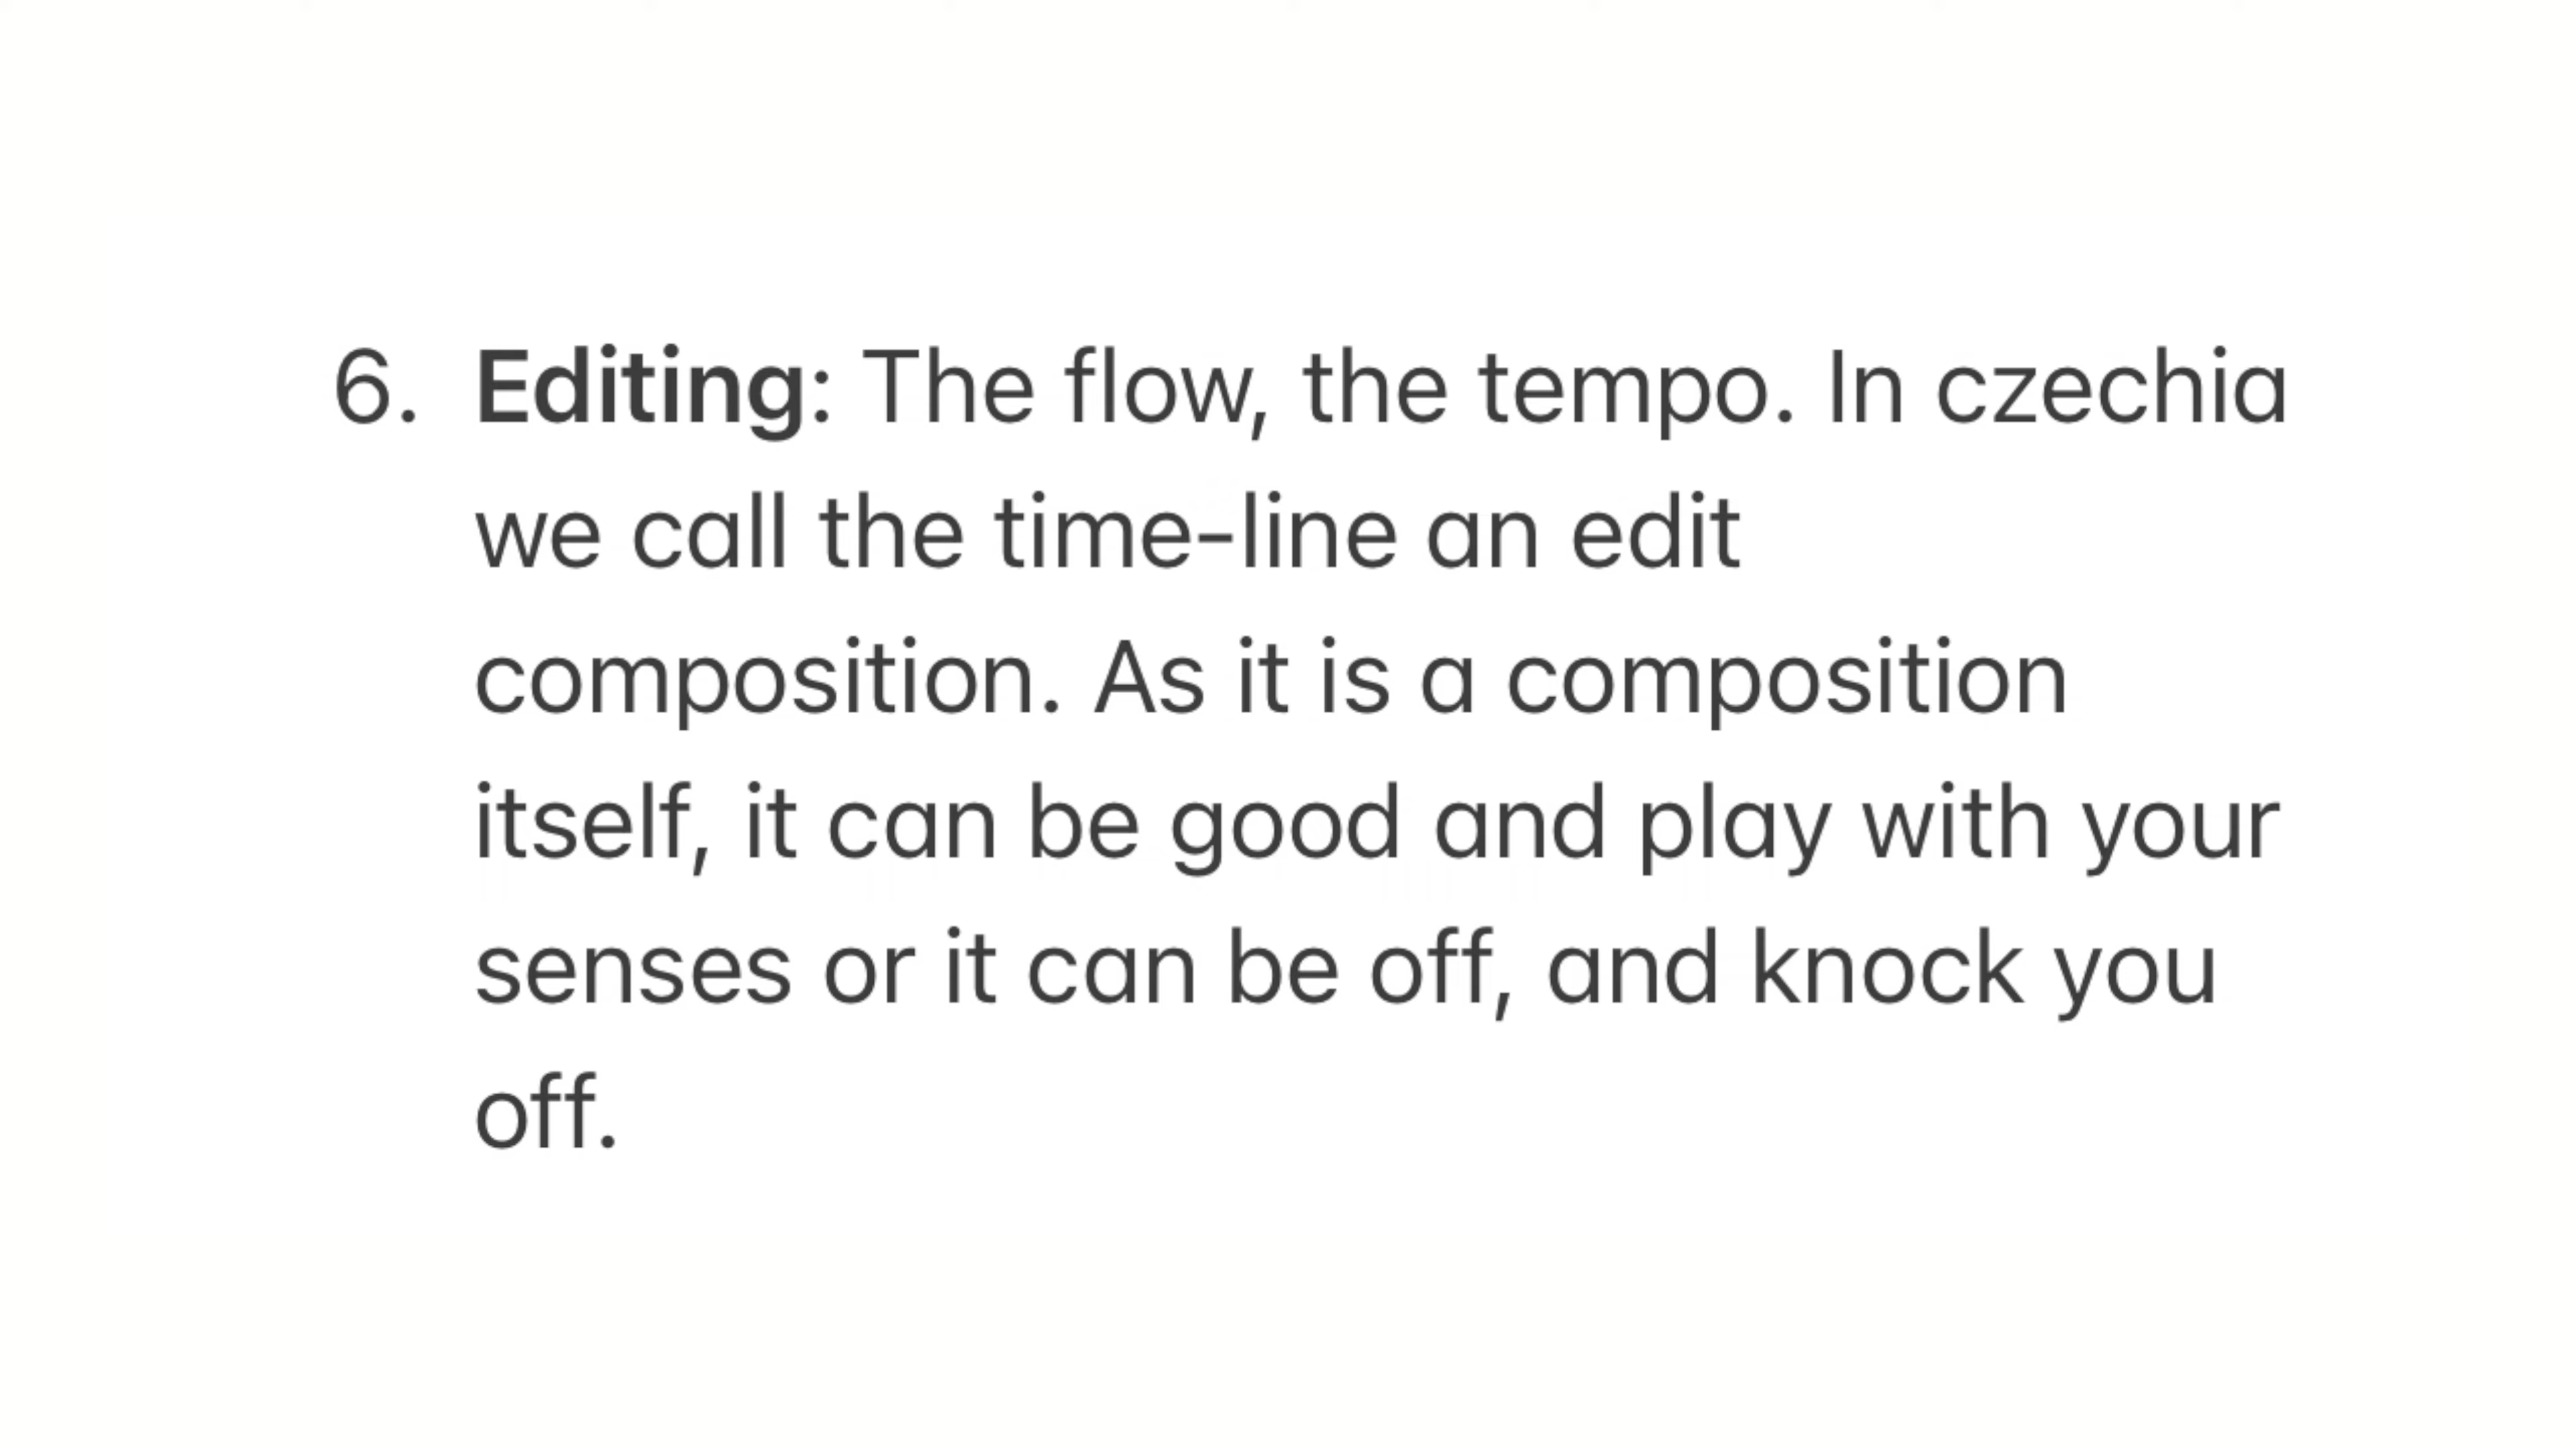 6. Editing: The flow, the tempo. In czechia
we call the time-line an edit
composition. As it is a composition
itself, it can be good and play with your
senses or it can be off, and knock you
off.